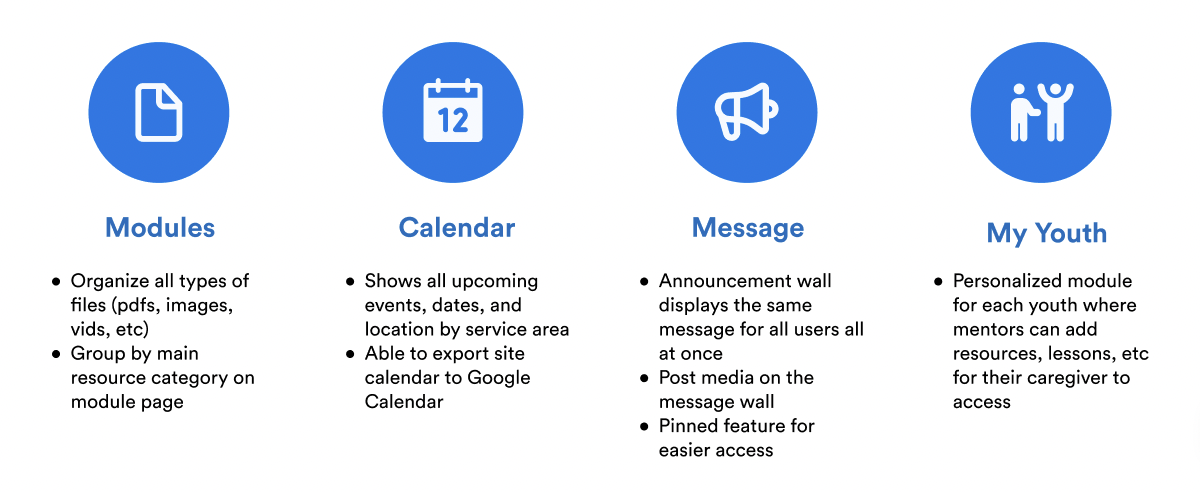 12
Modules
Organize all types of
files (pdfs, images,
vids, etc)
Group by main
resource category on
module page
Calendar
Shows all upcoming
events, dates, and
location by service area
Able to export site
calendar to Google
Calendar
Message
Announcement wall
displays the same
message for all users all
at once
Post media on the
message wall
Pinned feature for
easier access
My Youth
Personalized module
for each youth where
mentors can add
resources, lessons, etc
for their caregiver to
access